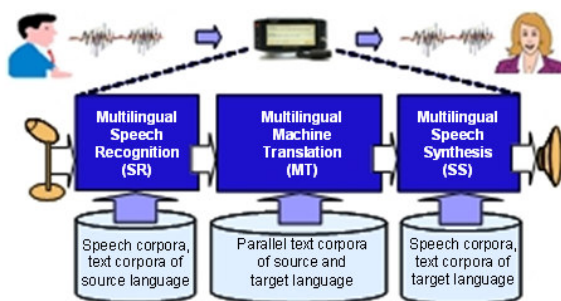 Multilingual
Speech
Recognition
(SR)
Multilingual
Machine
Translation
(MT)
Multilingual
Speech
Synthesis
(SS)
Speech corpora,
text corpora of
source language
Parallel text corpora
of source and
target language
Speech corpora,
text corpora of
target language